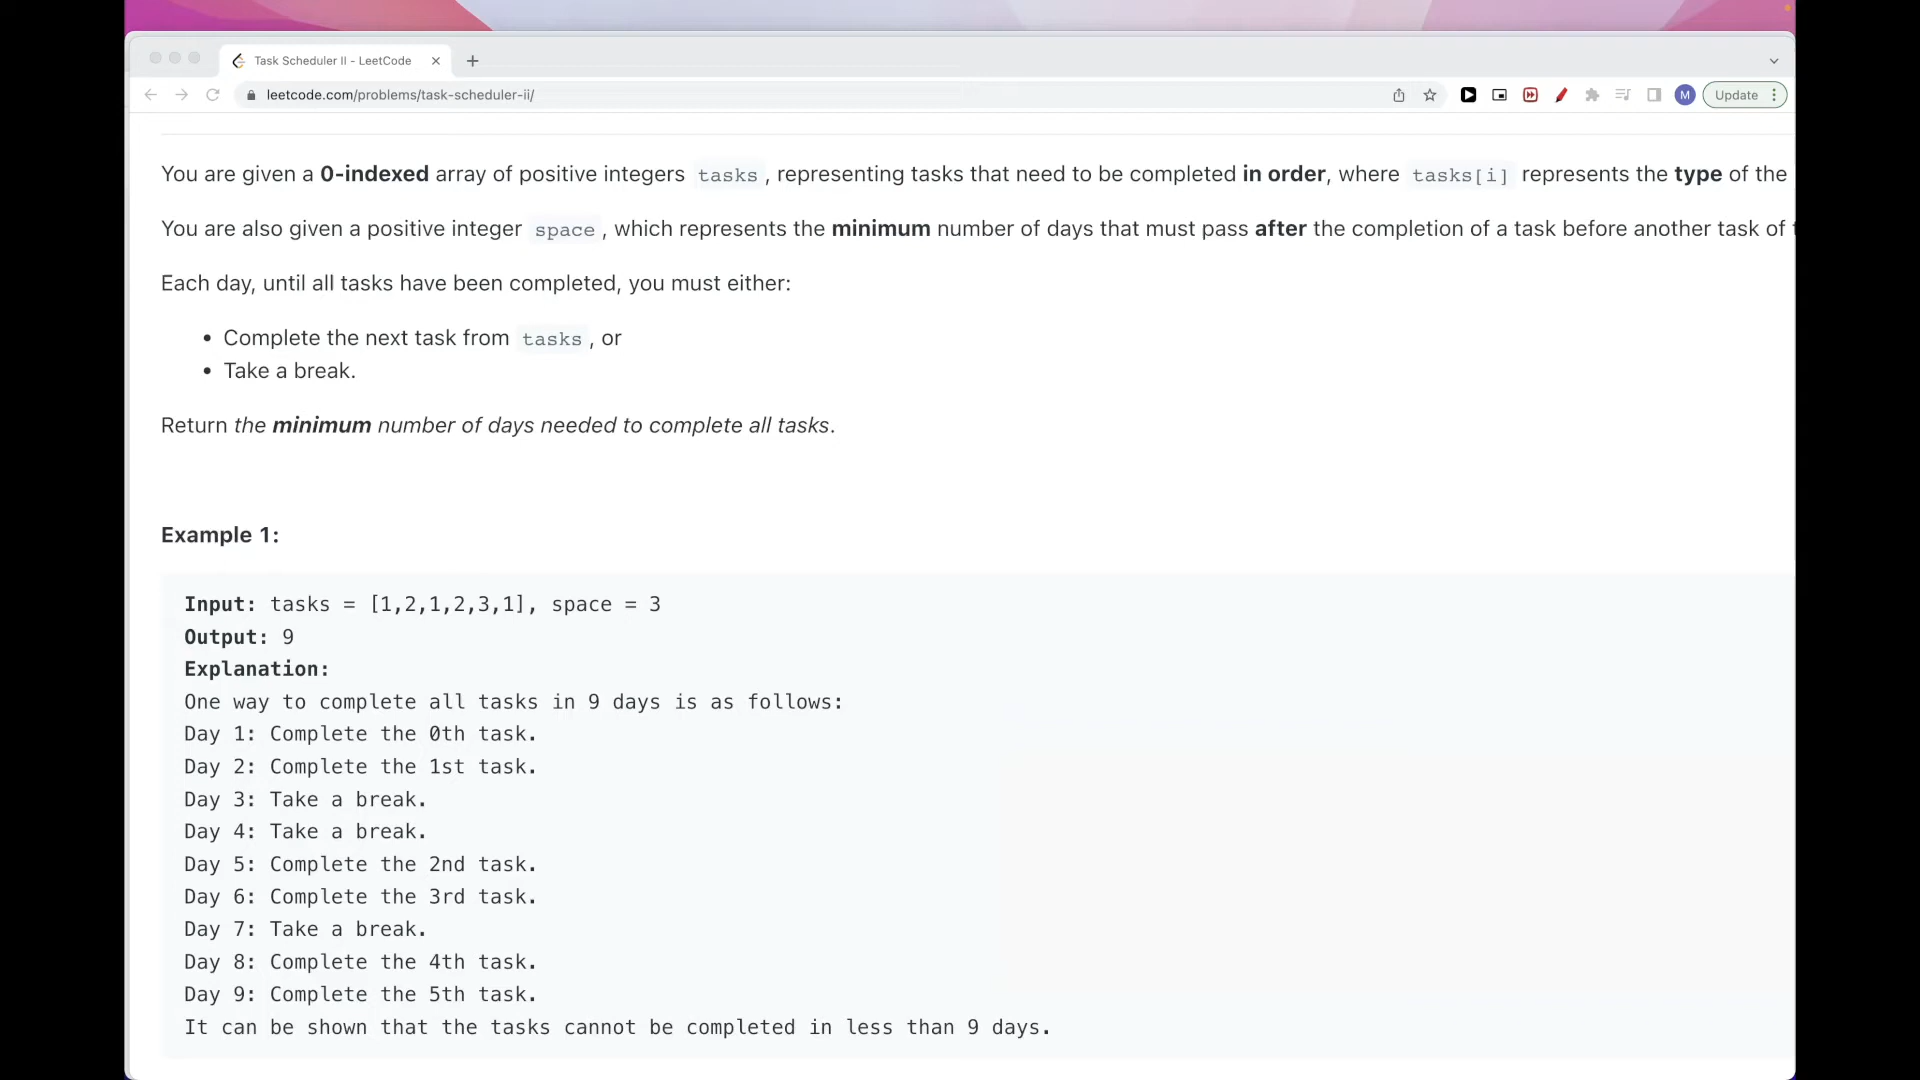 Task Scheduler II - LeetCode
leetcode.com/problems/task-scheduler-ii/
M
Update
You are given a 0-indexed array of positive integers tasks, representing tasks that need to be completed in order, where tasks[i] represents the type of the
You are also given a positive integer space, which represents the minimum number of days that must pass after the completion of a task before another task of
Each day, until all tasks have been completed, you must either:
• Complete the next task from tasks, or
• Take a break.
Return the minimum number of days needed to complete all tasks.
Example 1:
Input: tasks = [1,2,1,2,3,1], space = 3
Output: 9
Explanation:
One way to complete all tasks in 9 days is as follows:
Day 1: Complete the 0th task.
Day 2: Complete the 1st task.
Day 3: Take a break.
Day 4: Take a break.
Day 5: Complete the 2nd task.
Day 6: Complete the 3rd task.
Day 7: Take a break.
Day 8: Complete the 4th task.
Day 9: Complete the 5th task.
It can be shown that the tasks cannot be completed in less than 9 days.